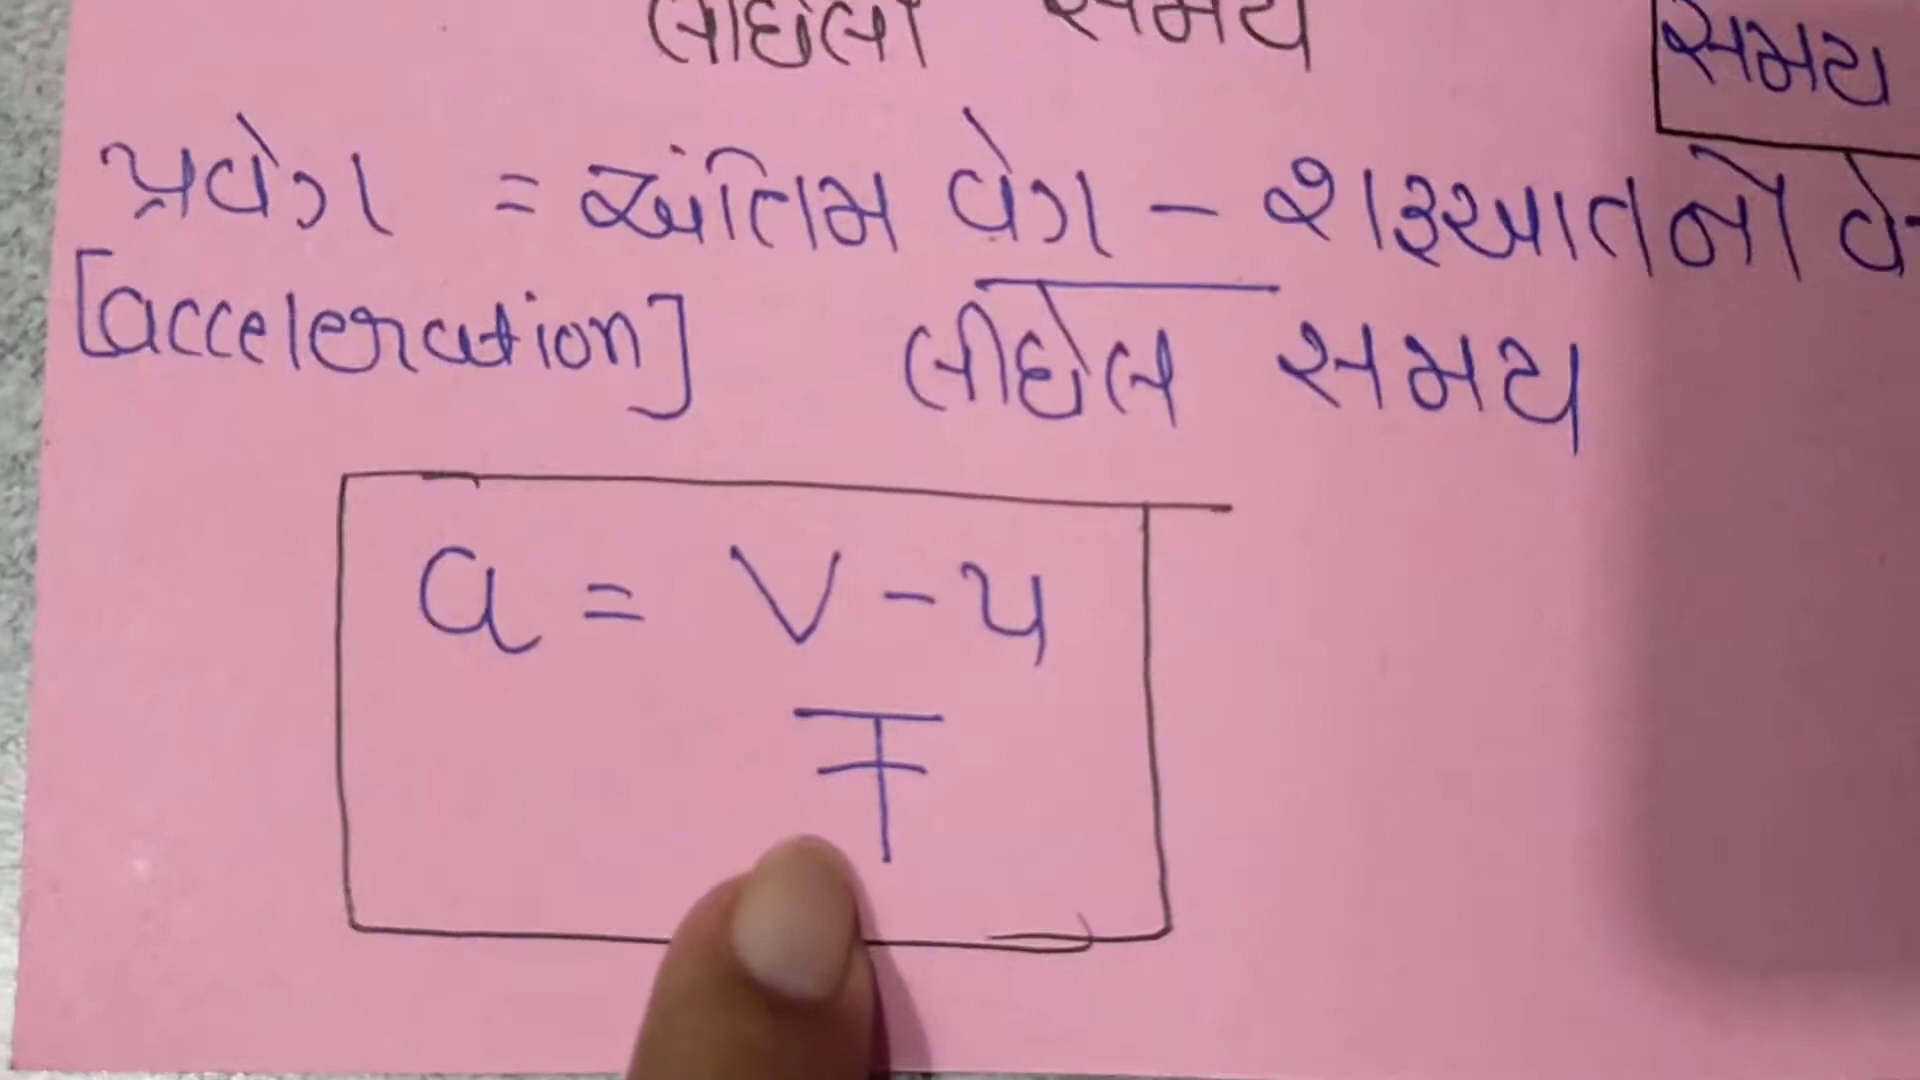 લીધેલો સમય
સમય
પ્રવેગ = અંતિમ વેગ - શરૂઆતનો
[acceleration] લીધેલ સમય
a = V - u
T